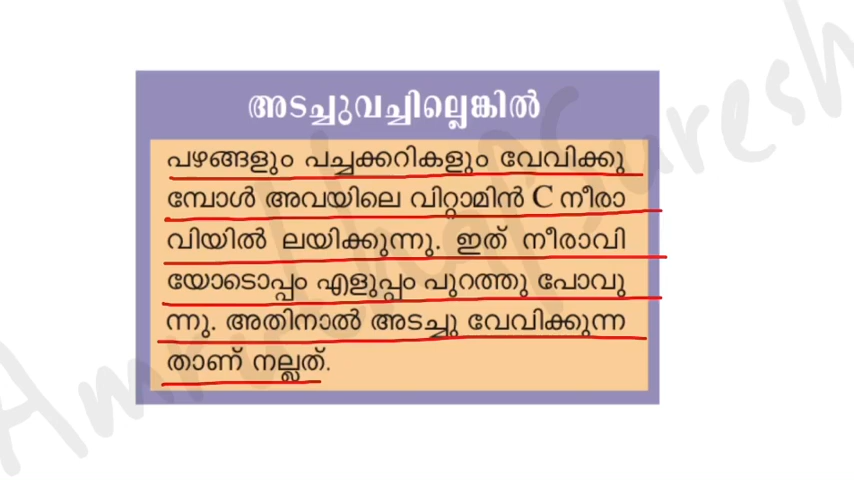 അടച്ചുവച്ചില്ലെങ്കിൽ
പഴങ്ങളും പച്ചക്കറികളും വേവിക്കു
മ്പോൾ അവയിലെ വിറ്റാമിൻ C നീരാ
വിയിൽ ലയിക്കുന്നു. ഇത് നീരാവി
യോടൊപ്പം എളുപ്പം പുറത്തു പോവു
ന്നു. അതിനാൽ അടച്ചു വേവിക്കുന്ന
താണ് നല്ലത്.